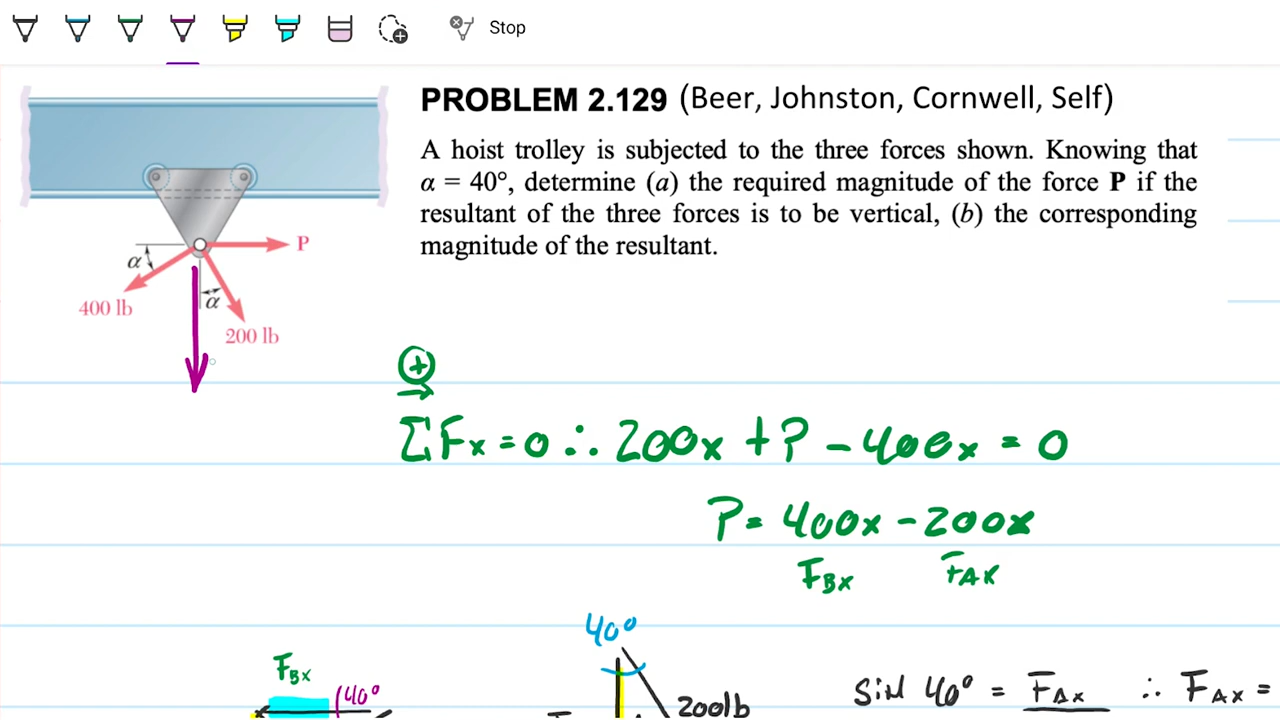 Stop
PROBLEM 2.129 (Beer, Johnston, Cornwell, Self)
A hoist trolley is subjected to the three forces shown. Knowing that
α = 40°, determine (a) the required magnitude of the force P if the
resultant of the three forces is to be vertical, (b) the corresponding
magnitude of the resultant.
P
α
400 lb
α
200 lb
+
→
ΣFx = 0 ∴ 200x + P - 400x = 0
P = 400x - 200x
FBx FAx
40°
FBx
40°
200lb
Sin 40° = FAx ∴ FAx =